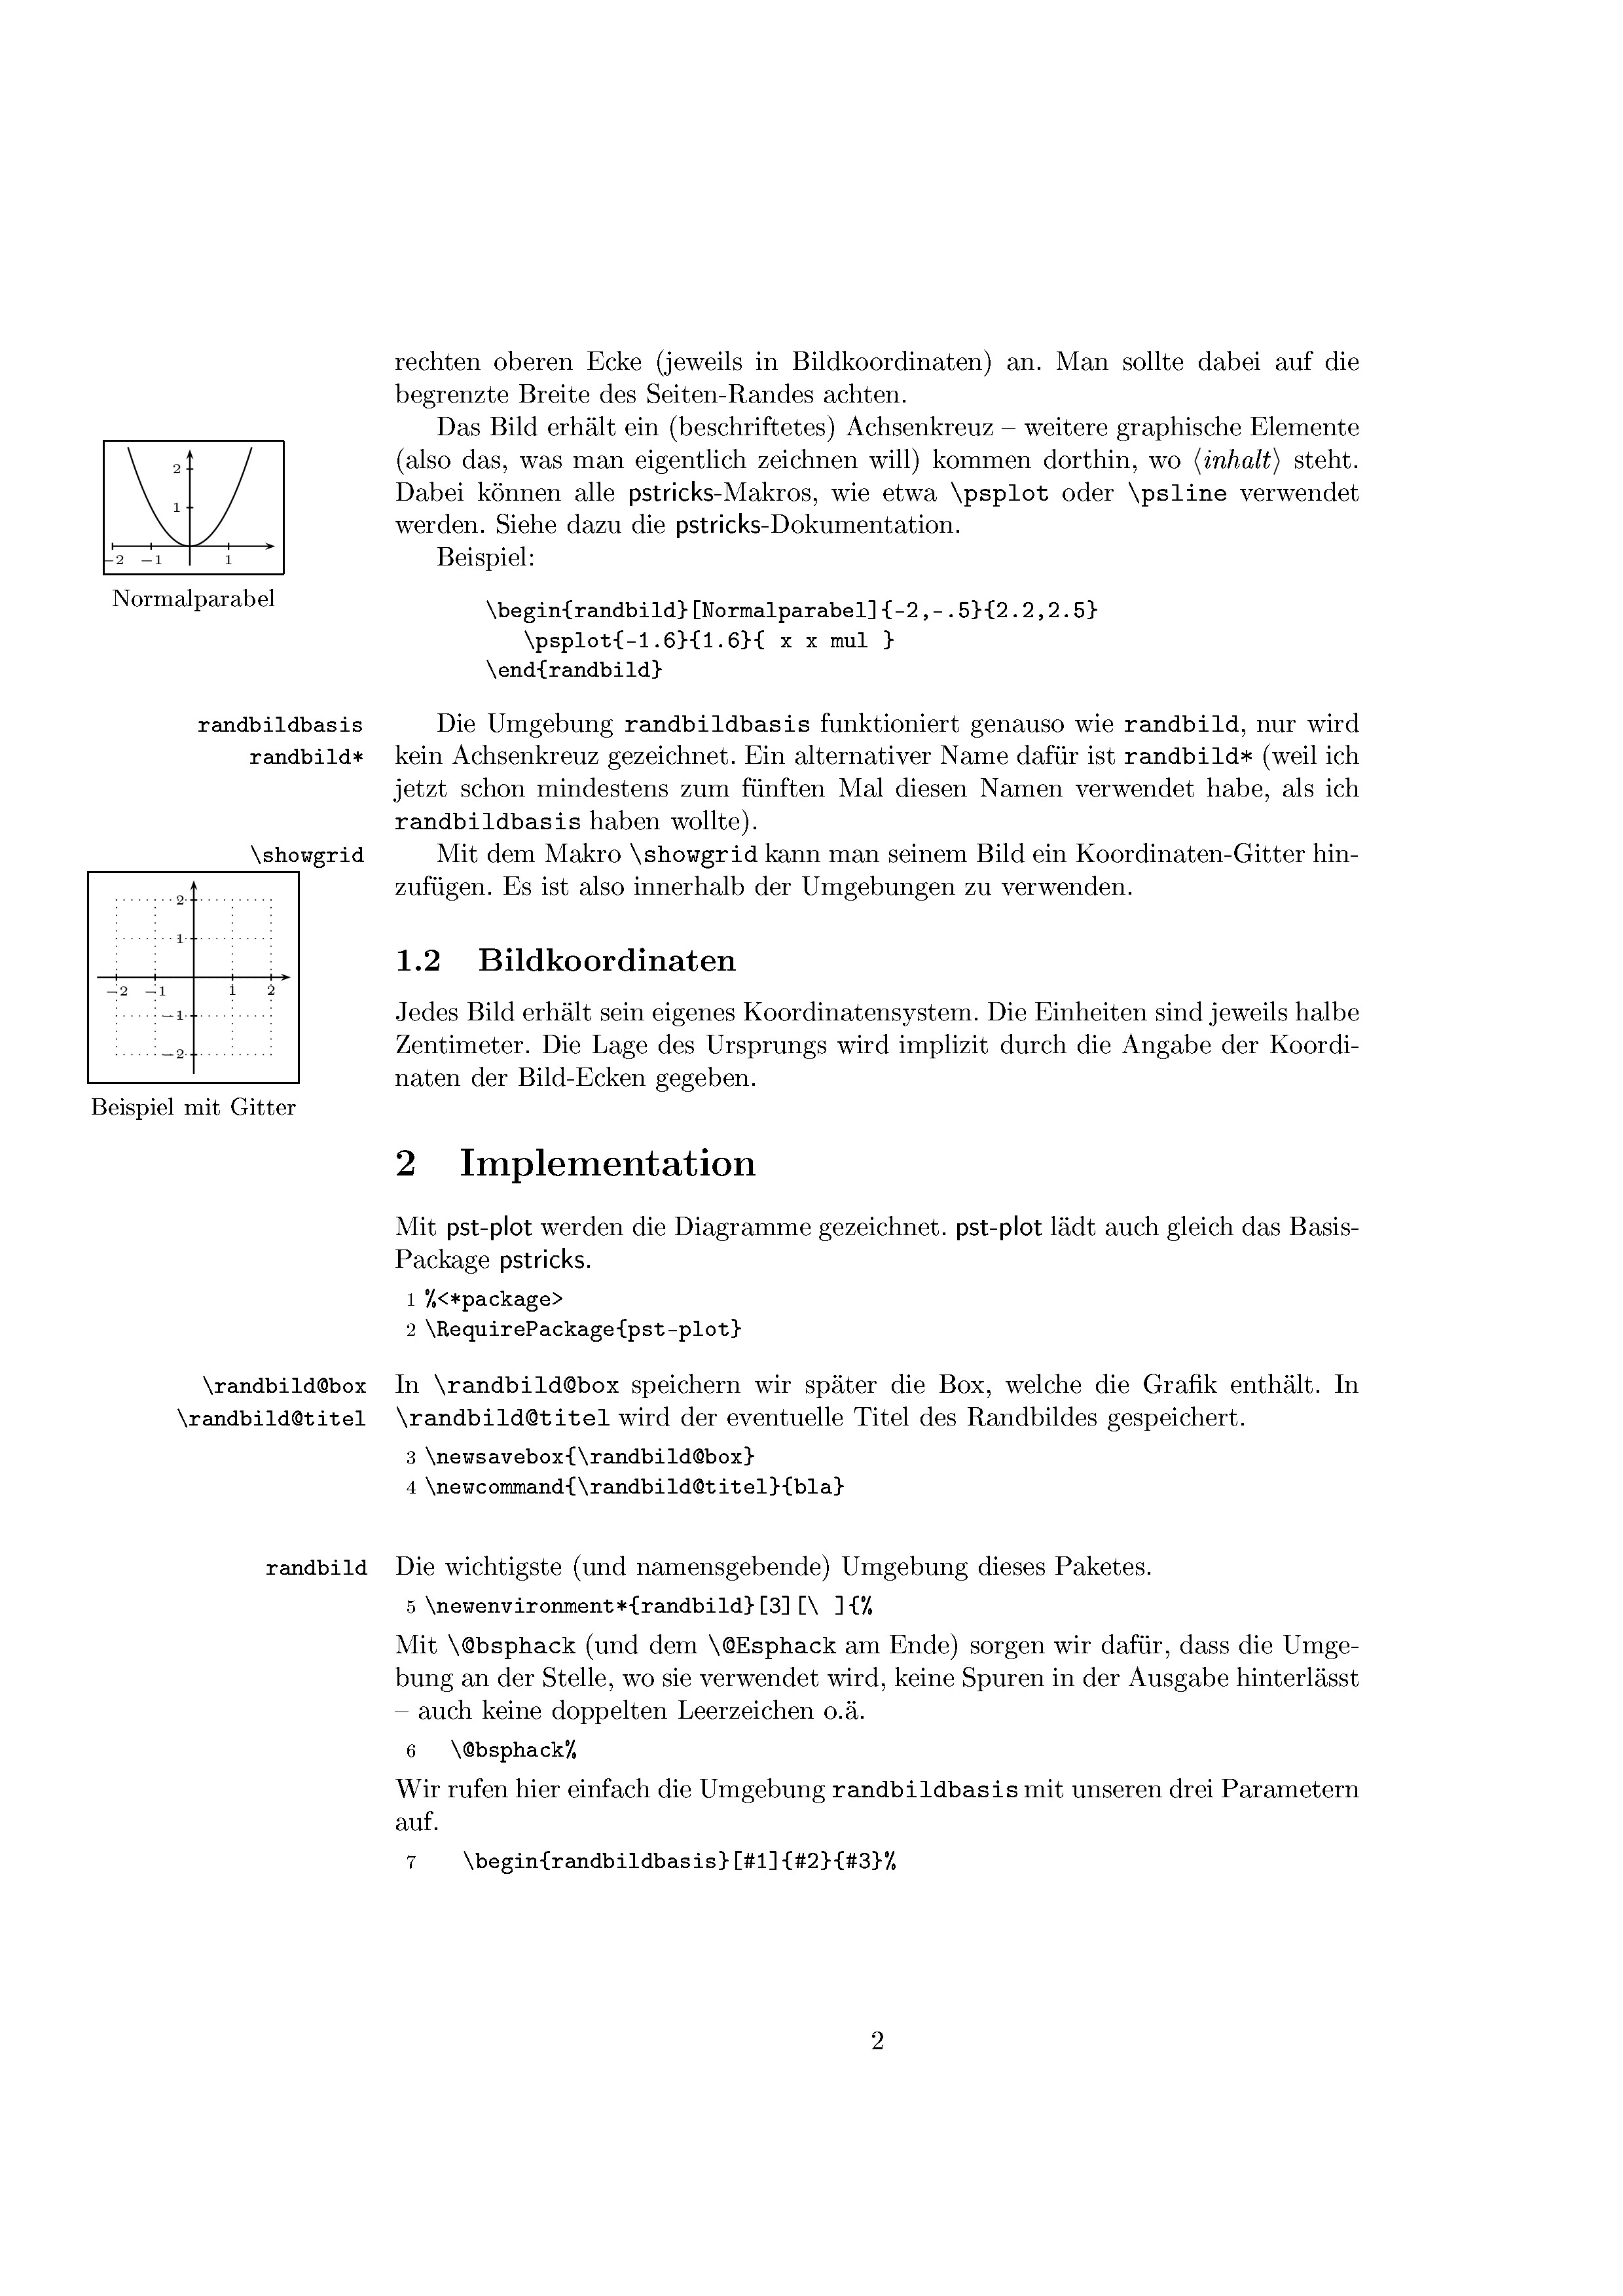 rechten oberen Ecke (jeweils in Bildkoordinaten) an. Man sollte dabei auf die
begrenzte Breite des Seiten-Randes achten.
Das Bild erhält ein (beschriftetes) Achsenkreuz – weitere graphische Elemente
(also das, was man eigentlich zeichnen will) kommen dorthin, wo ⟨inhalt⟩ steht.
Dabei können alle pstricks-Makros, wie etwa \psplot oder \psline verwendet
werden. Siehe dazu die pstricks-Dokumentation.
Beispiel:
2
1
−2 −1 1
Normalparabel
\begin{randbild}[Normalparabel]{-2,-.5}{2.2,2.5}
\psplot{-1.6}{1.6}{ x x mul }
\end{randbild}
randbildbasis
randbild*
Die Umgebung randbildbasis funktioniert genauso wie randbild, nur wird
kein Achsenkreuz gezeichnet. Ein alternativer Name dafür ist randbild* (weil ich
jetzt schon mindestens zum fünften Mal diesen Namen verwendet habe, als ich
randbildbasis haben wollte).
\showgrid
Mit dem Makro \showgrid kann man seinem Bild ein Koordinaten-Gitter hin-
zufügen. Es ist also innerhalb der Umgebungen zu verwenden.
2
1
−2 −1 1 2
−1
−2
Beispiel mit Gitter
1.2 Bildkoordinaten
Jedes Bild erhält sein eigenes Koordinatensystem. Die Einheiten sind jeweils halbe
Zentimeter. Die Lage des Ursprungs wird implizit durch die Angabe der Koordi-
naten der Bild-Ecken gegeben.
2 Implementation
Mit pst-plot werden die Diagramme gezeichnet. pst-plot lädt auch gleich das Basis-
Package pstricks.
1 %<*package>
2 \RequirePackage{pst-plot}
\randbild@box
\randbild@titel
In \randbild@box speichern wir später die Box, welche die Grafik enthält. In
\randbild@titel wird der eventuelle Titel des Randbildes gespeichert.
3 \newsavebox{\randbild@box}
4 \newcommand{\randbild@titel}{bla}
randbild
Die wichtigste (und namensgebende) Umgebung dieses Paketes.
5 \newenvironment*{randbild}[3][\ ]{%
Mit \@bsphack (und dem \@Esphack am Ende) sorgen wir dafür, dass die Umge-
bung an der Stelle, wo sie verwendet wird, keine Spuren in der Ausgabe hinterlässt
– auch keine doppelten Leerzeichen o.ä.
6 \@bsphack%
Wir rufen hier einfach die Umgebung randbildbasis mit unseren drei Parametern
auf.
7 \begin{randbildbasis}[#1]{#2}{#3}%
2